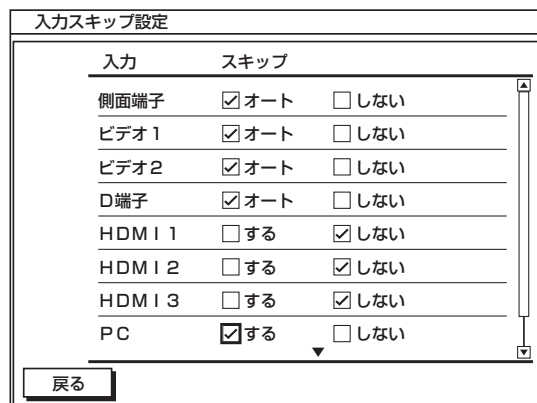 入力スキップ設定
入力 スキップ
側面端子 ☑オート □しない
ビデオ1 ☑オート □しない
ビデオ2 ☑オート □しない
D端子 ☑オート □しない
HDMI1 □する ☑しない
HDMI2 □する ☑しない
HDMI3 □する ☑しない
PC ☑する □しない
戻る